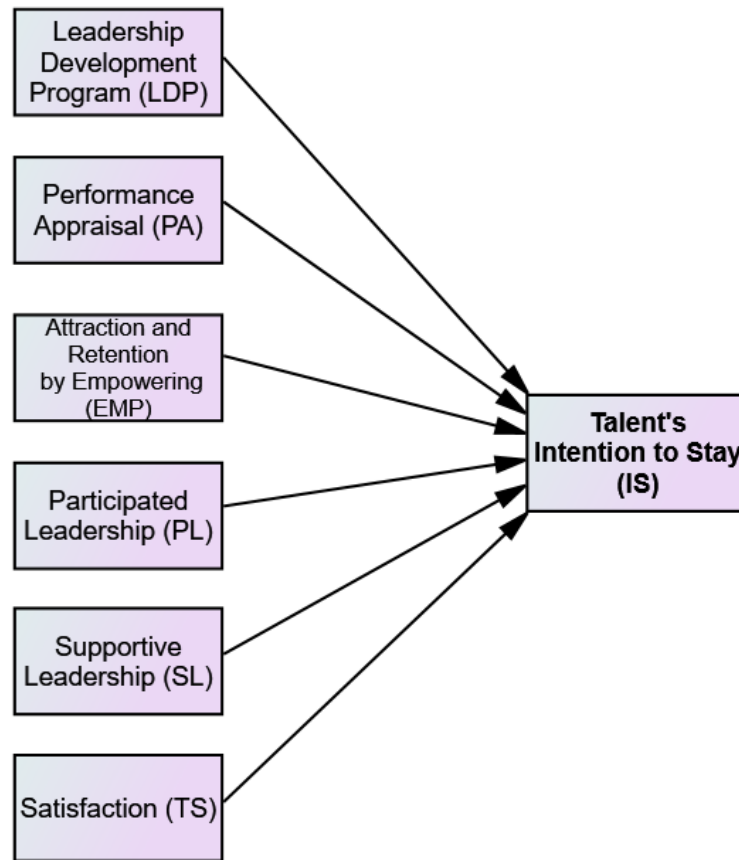 Leadership
Development
Program (LDP)
Performance
Appraisal (PA)
Attraction and
Retention
by Empowering
(EMP)
Participated
Leadership (PL)
Supportive
Leadership (SL)
Satisfaction (TS)
Talent's
Intention to Stay
(IS)